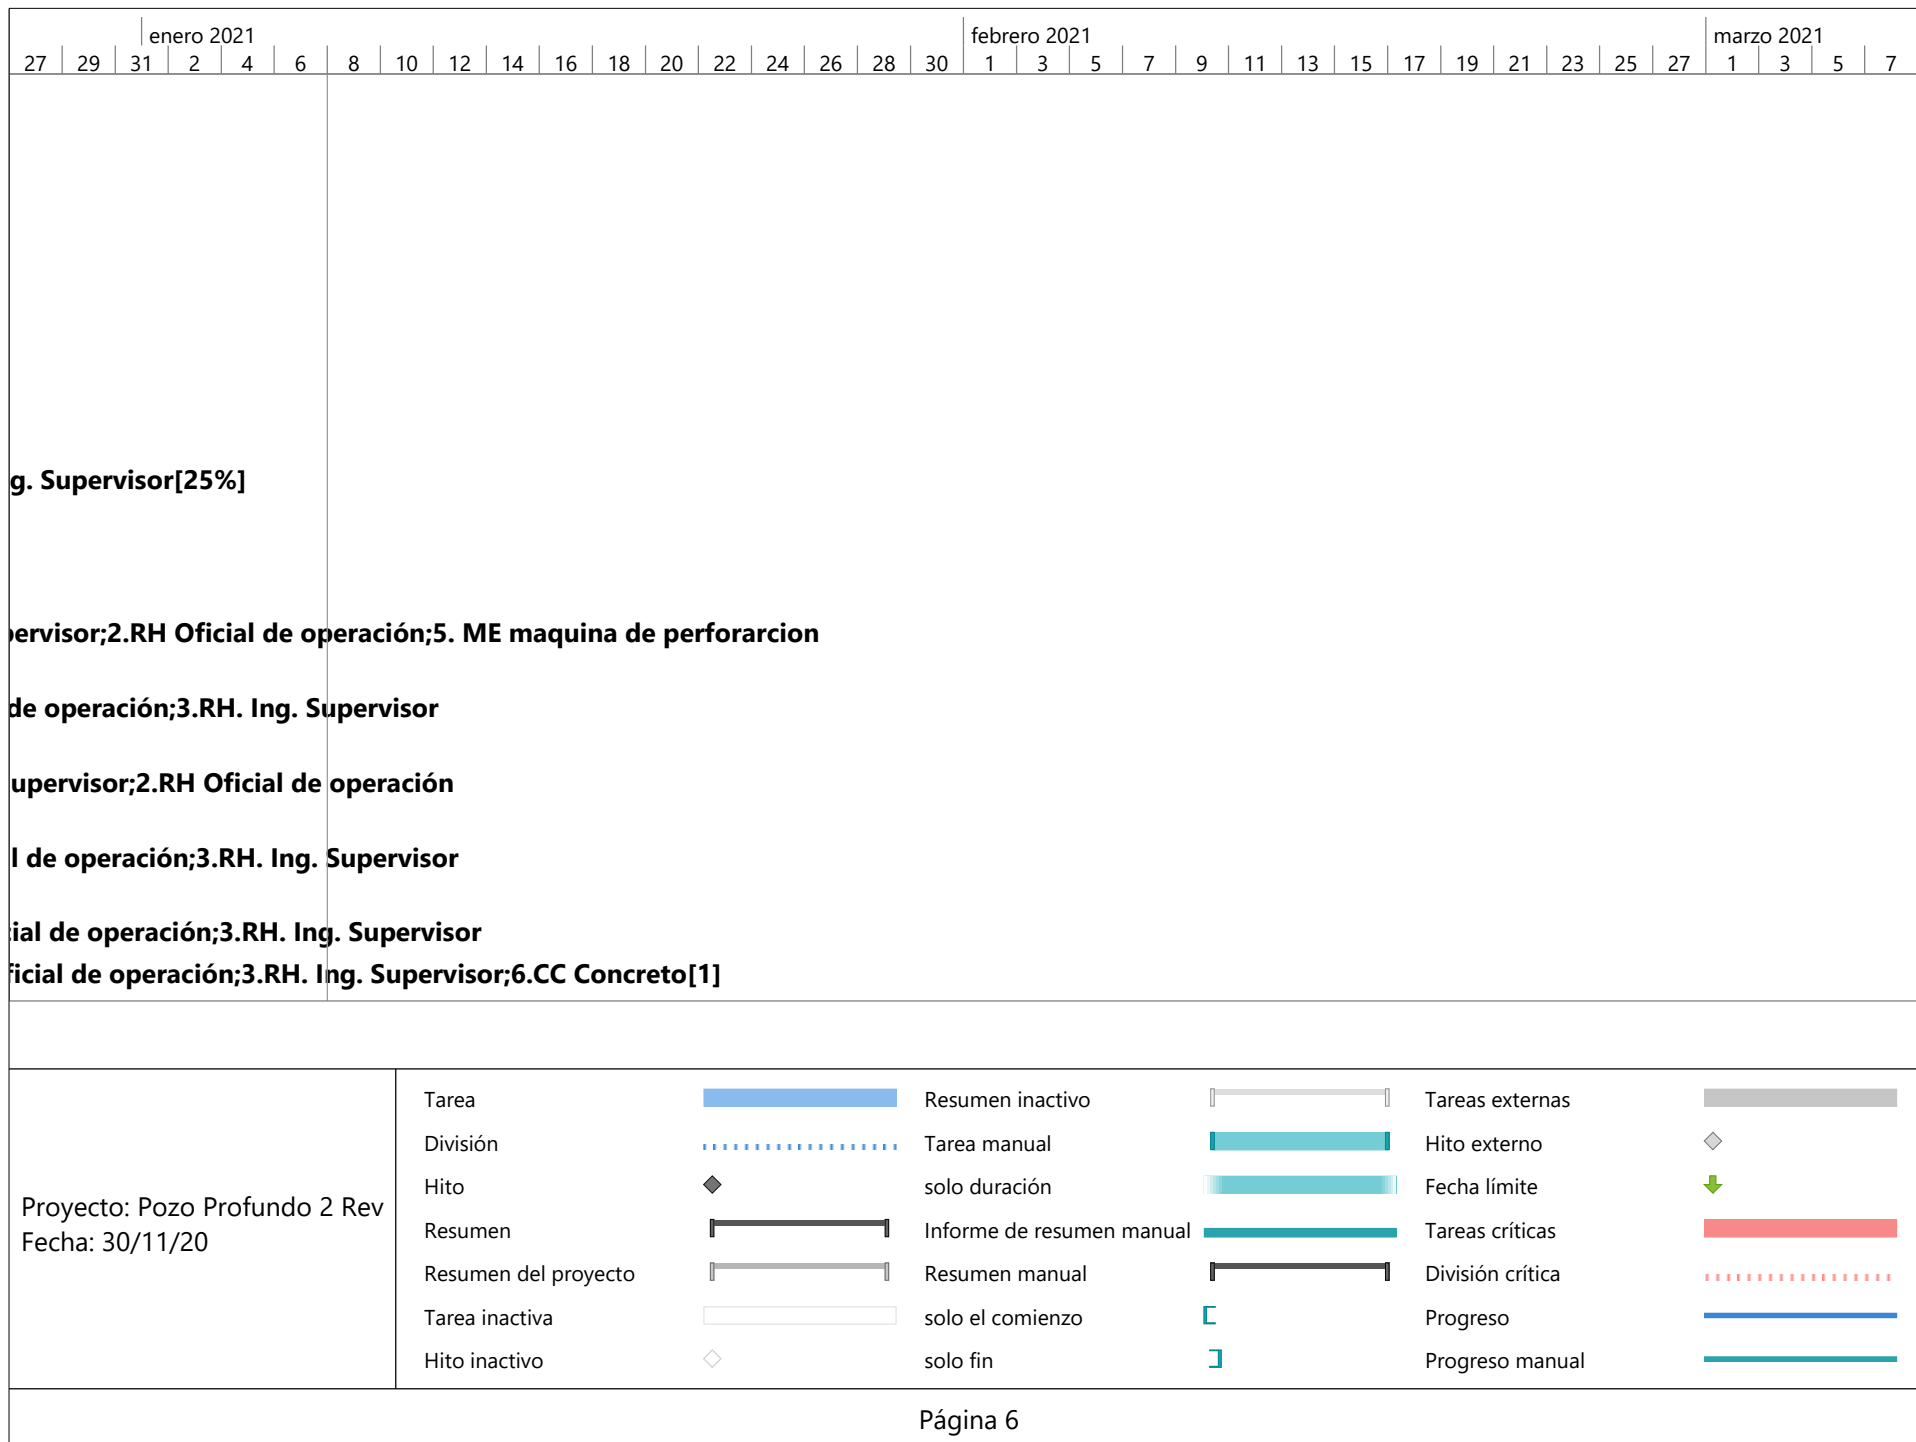 enero 2021 febrero 2021 marzo 2021
27 29 31 2 4 6 8 10 12 14 16 18 20 22 24 26 28 30 1 3 5 7 9 11 13 15 17 19 21 23 25 27 1 3 5 7
g. Supervisor[25%]
ervisor;2.RH Oficial de operación;5. ME maquina de perforarcion
de operación;3.RH. Ing. Supervisor
upervisor;2.RH Oficial de operación
l de operación;3.RH. Ing. Supervisor
ial de operación;3.RH. Ing. Supervisor
icial de operación;3.RH. Ing. Supervisor;6.CC Concreto[1]
Proyecto: Pozo Profundo 2 Rev
Fecha: 30/11/20
Tarea
División
Hito
Resumen
Resumen del proyecto
Tarea inactiva
Hito inactivo
Resumen inactivo
Tarea manual
solo duración
Informe de resumen manual
Resumen manual
solo el comienzo
solo fin
Tareas externas
Hito externo
Fecha límite
Tareas críticas
División crítica
Progreso
Progreso manual
Página 6